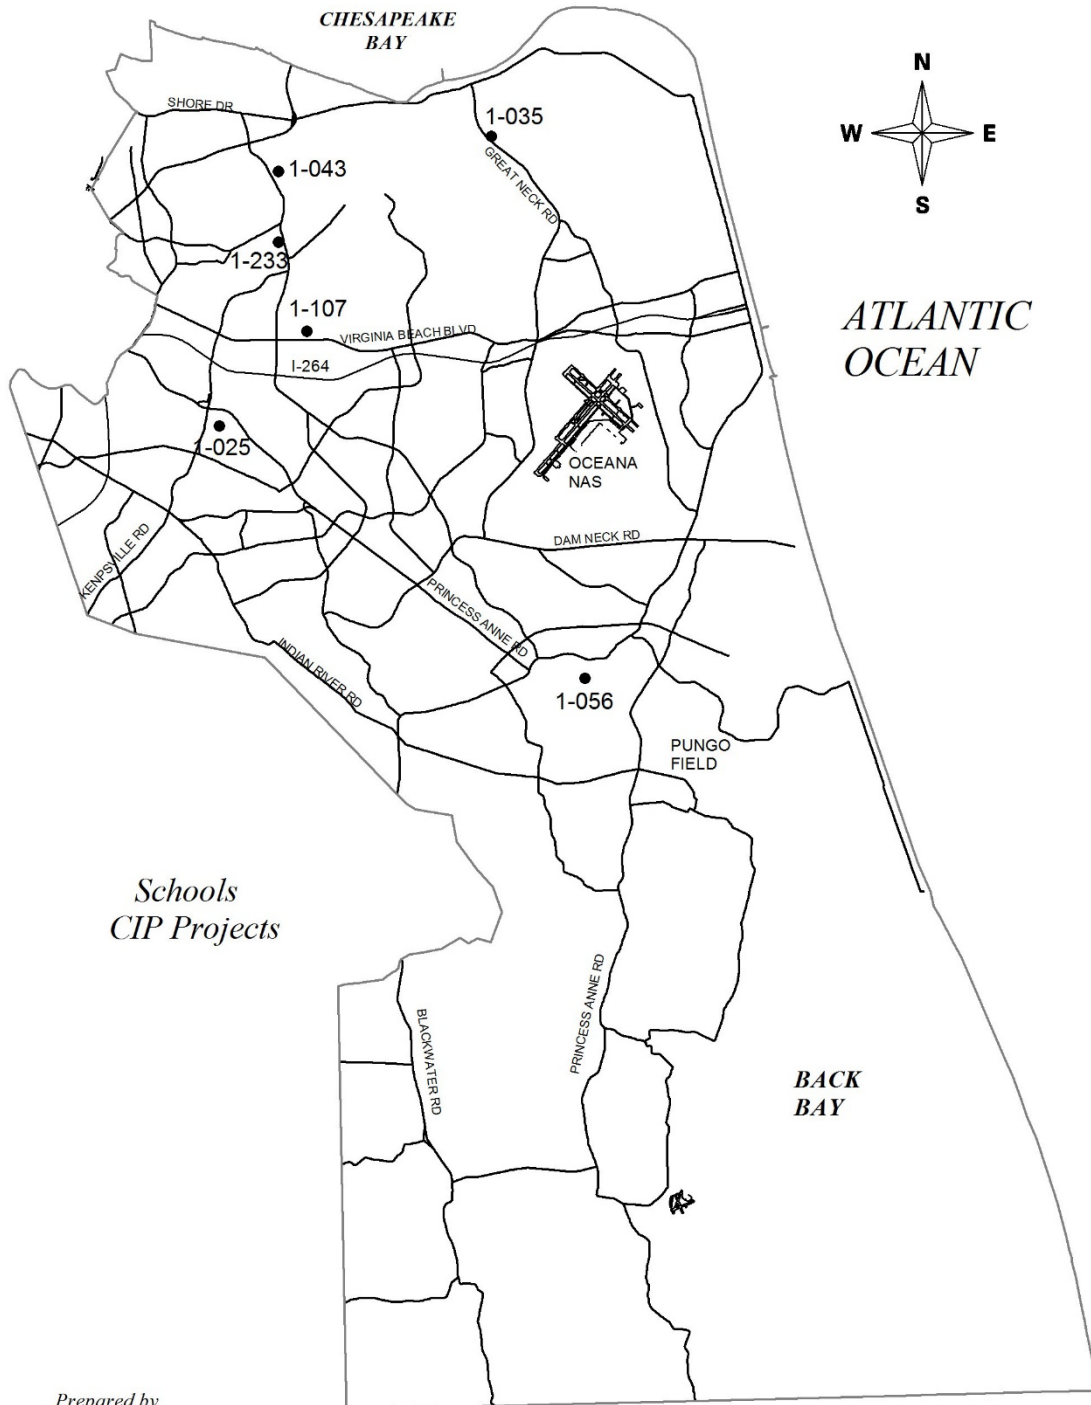 CHESAPEAKE
BAY
N
W
E
S
SHORE DR
1-035
GREAT NECK RD
1-043
1-233
1-107
VIRGINIA BEACH BLVD
I-264
ATLANTIC
OCEAN
1-025
OCEANA
NAS
KENPSVILLE RD
DAM NECK RD
PRINCESS ANNE RD
INDIAN RIVER RD
1-056
PUNGO
FIELD
Schools
CIP Projects
PRINCESS ANNE RD
BLACKWATER RD
BACK
BAY
Prepared by